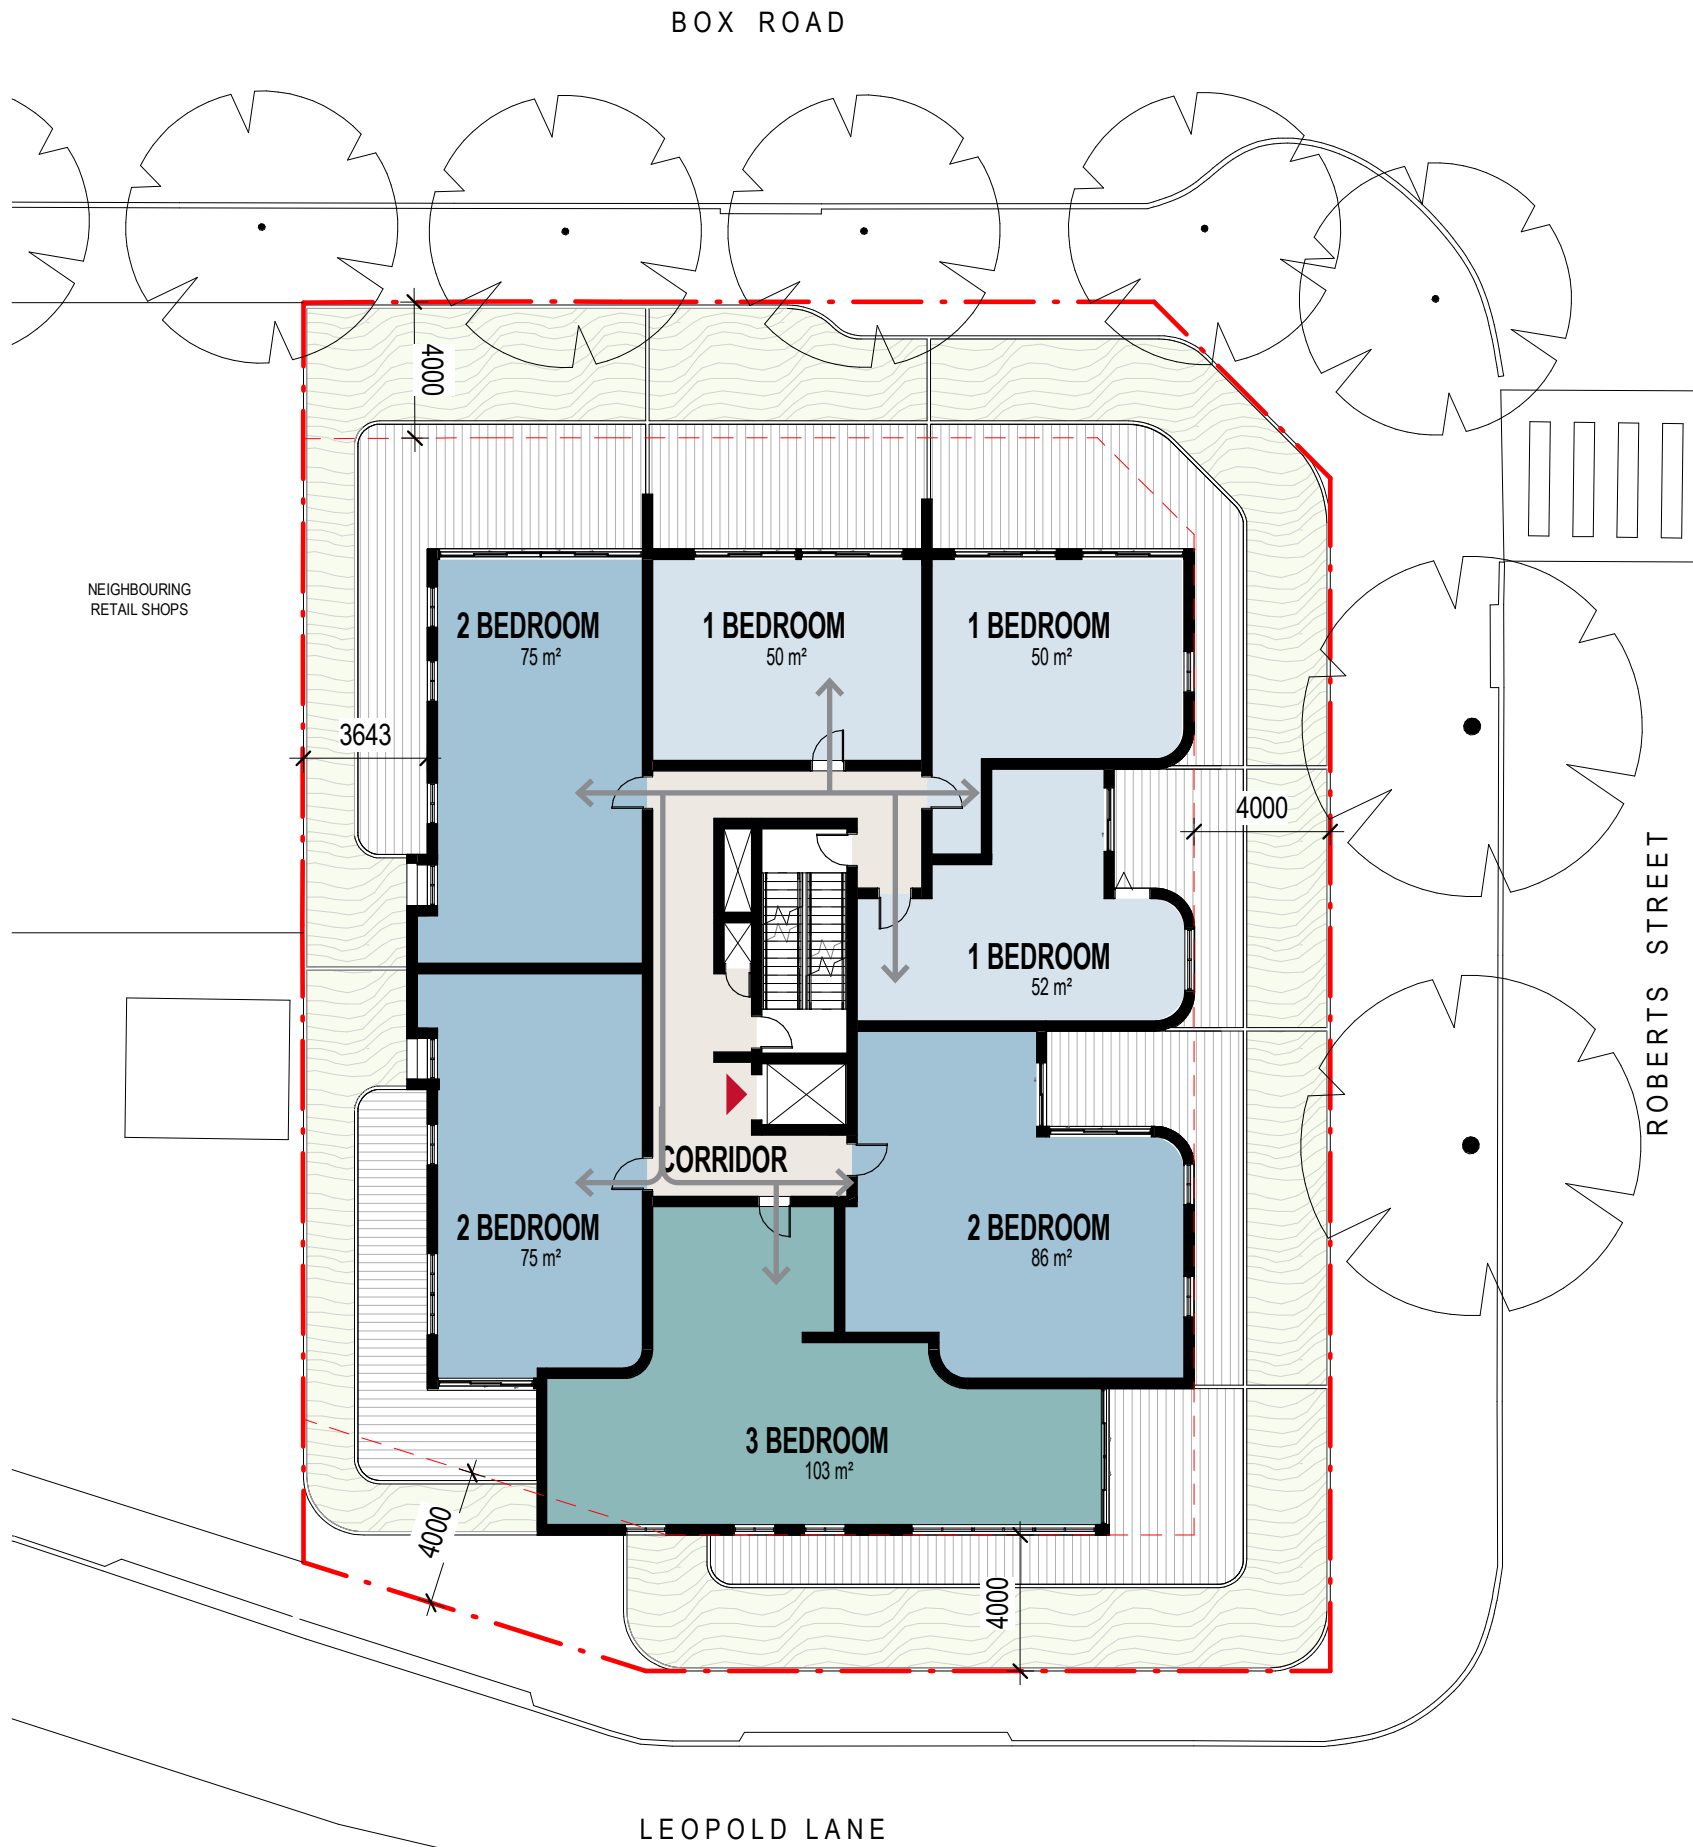 BOX ROAD
4000
NEIGHBOURING
RETAIL SHOPS
2 BEDROOM
75 m²
1 BEDROOM
50 m²
1 BEDROOM
50 m²
3643
4000
ROBERTS STREET
1 BEDROOM
52 m²
CORRIDOR
2 BEDROOM
75 m²
2 BEDROOM
86 m²
3 BEDROOM
103 m²
4000
4000
LEOPOLD LANE